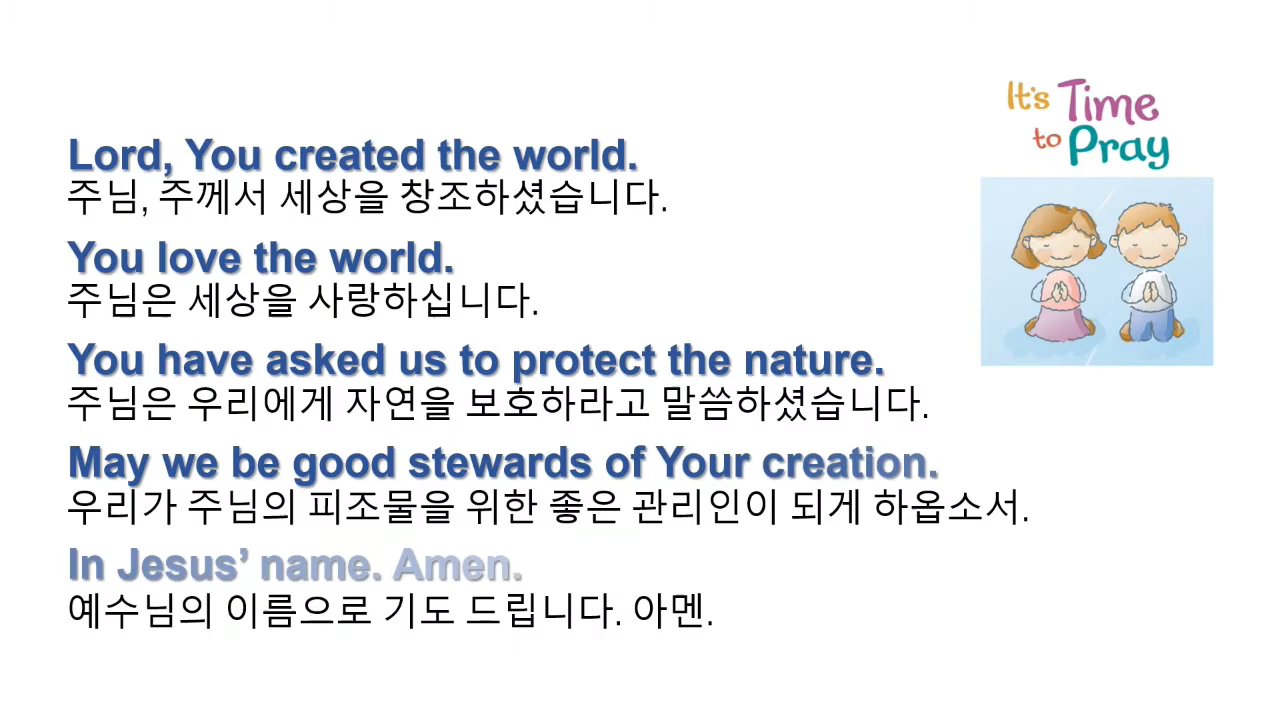 It's Time
to Pray
Lord, You created the world.
주님, 주께서 세상을 창조하셨습니다.
You love the world.
주님은 세상을 사랑하십니다.
You have asked us to protect the nature.
주님은 우리에게 자연을 보호하라고 말씀하셨습니다.
May we be good stewards of Your creation.
우리가 주님의 피조물을 위한 좋은 관리인이 되게 하옵소서.
In Jesus’ name. Amen.
예수님의 이름으로 기도 드립니다. 아멘.